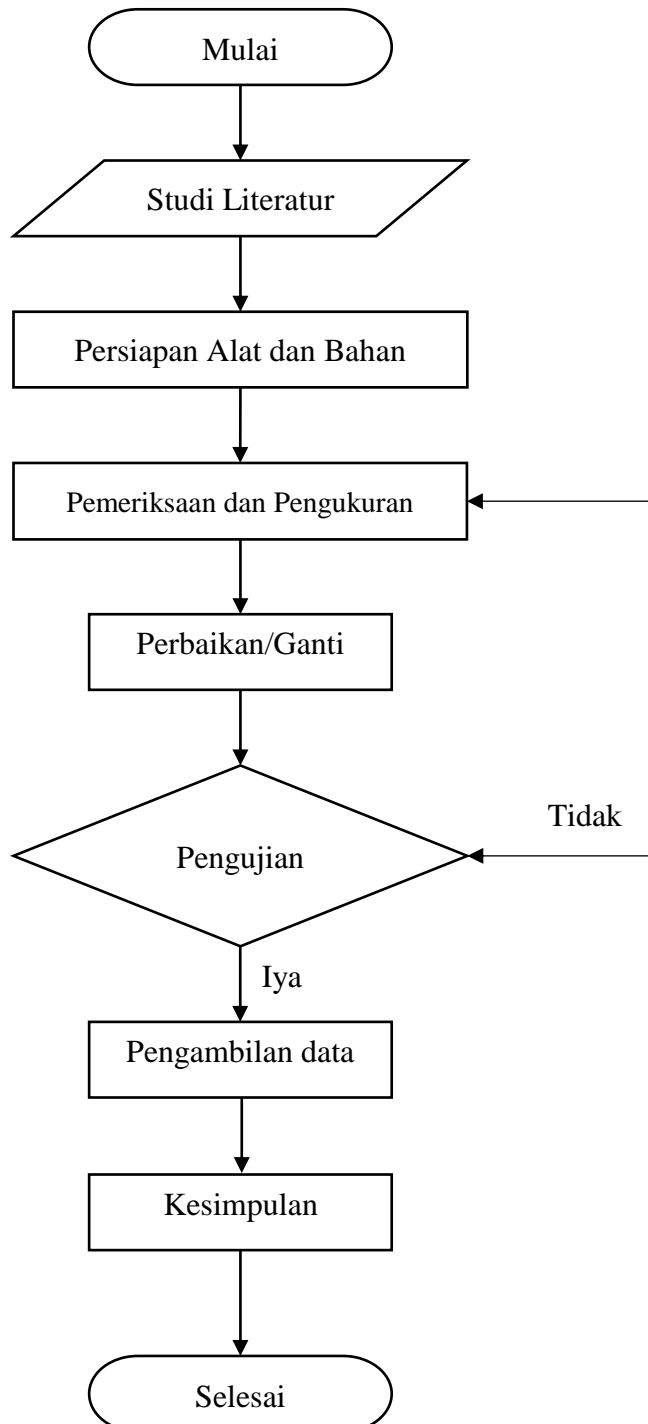 Mulai
Studi Literatur
Persiapan Alat dan Bahan
Pemeriksaan dan Pengukuran
Perbaikan/Ganti
Tidak
Pengujian
Iya
Pengambilan data
Kesimpulan
Selesai